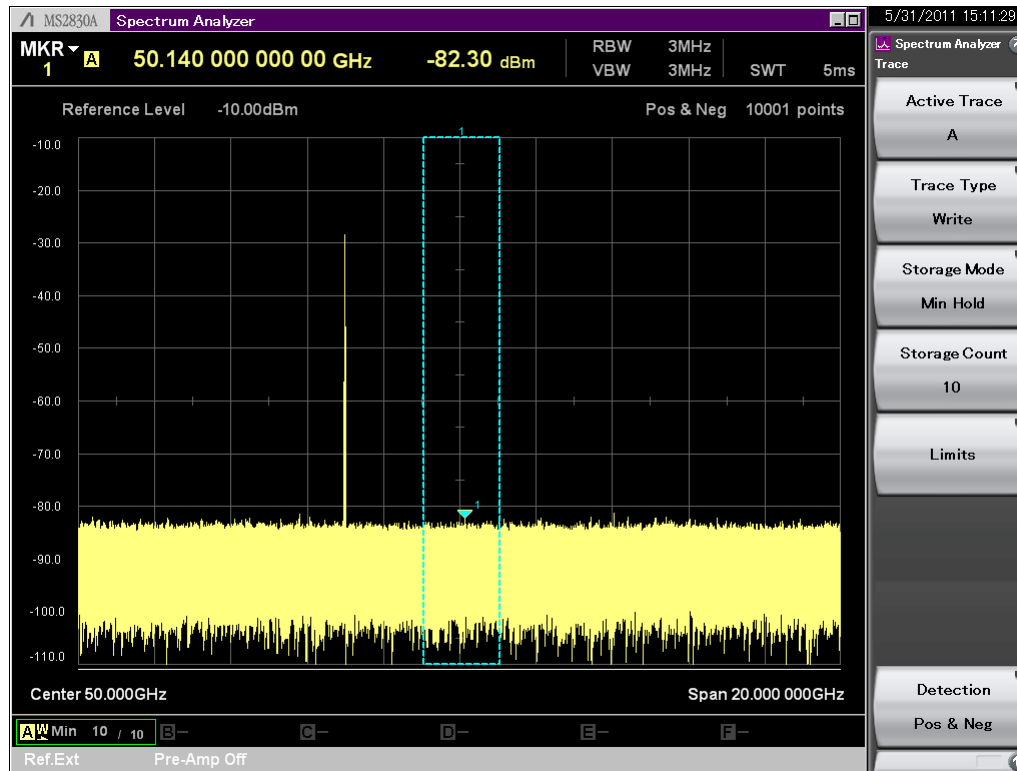 MS2830A Spectrum Analyzer
5/31/2011 15:11:29
MKR
1
A
50.140 000 000 00 GHz
-82.30 dBm
RBW 3MHz
VBW 3MHz SWT 5ms
Reference Level -10.00dBm
Pos & Neg 10001 points
1
-10.0
-20.0
-30.0
-40.0
-50.0
-60.0
-70.0
-80.0
-90.0
-100.0
-110.0
1
Center 50.000GHz
Span 20.000 000GHz
A W Min 10 / 10 B- C- D- E- F-
Ref.Ext Pre-Amp Off
Spectrum Analyzer
Trace
Active Trace
A
Trace Type
Write
Storage Mode
Min Hold
Storage Count
10
Limits
Detection
Pos & Neg